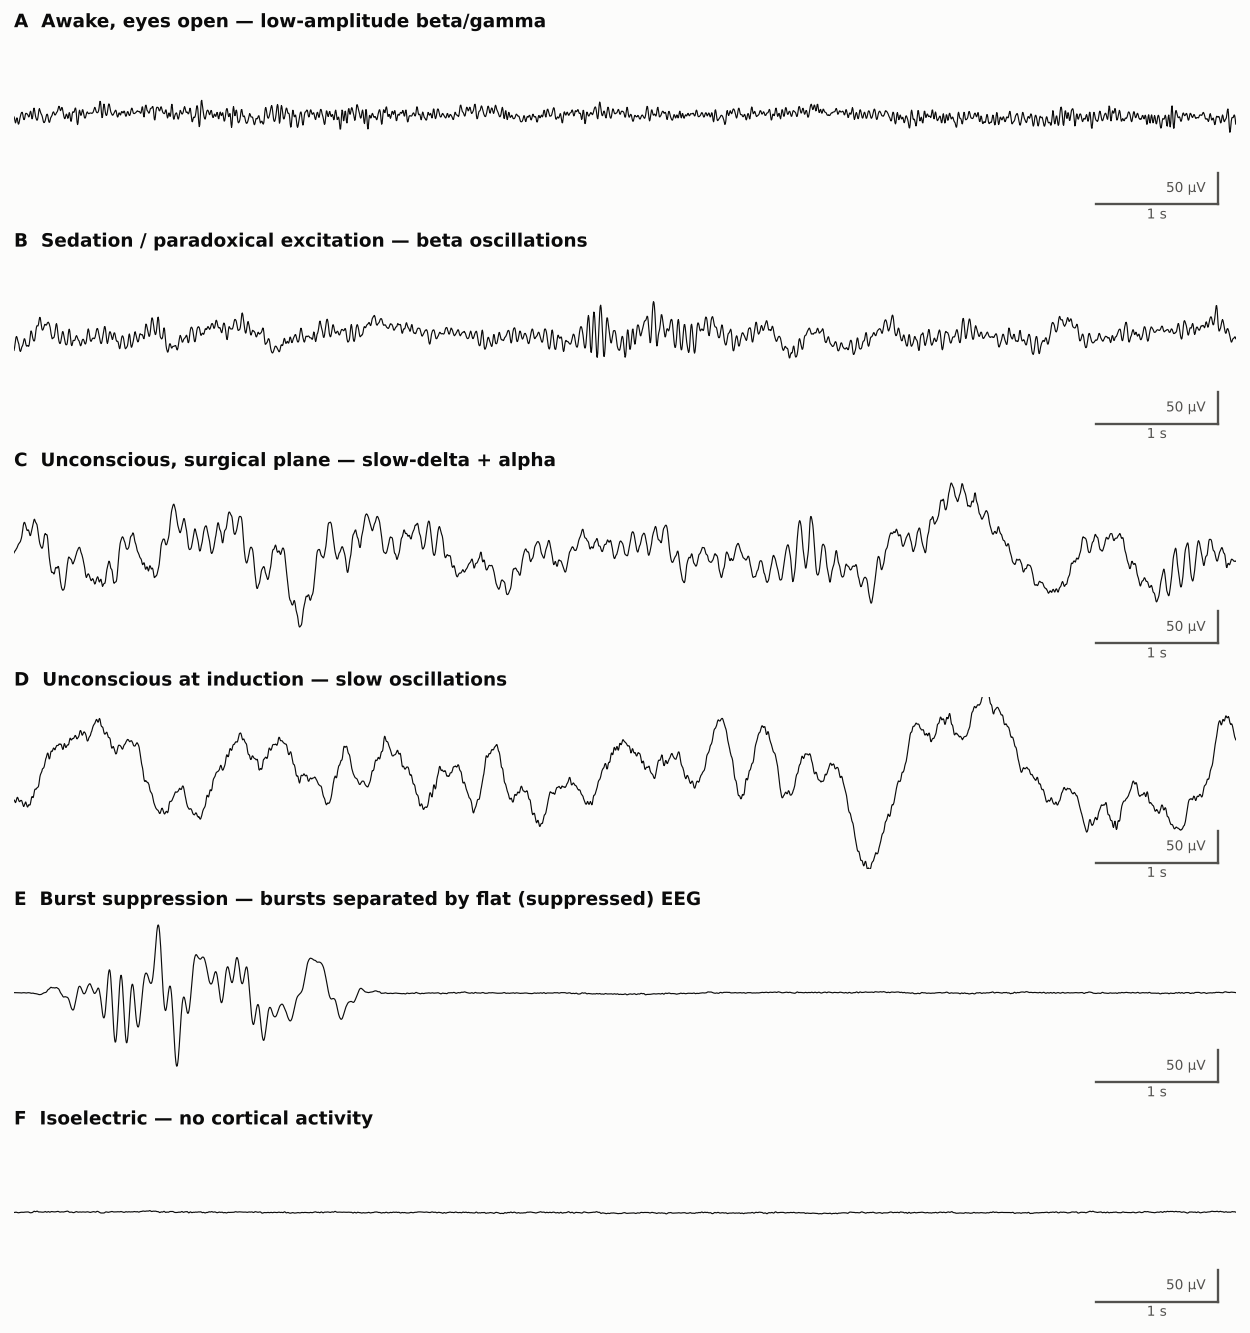 A Awake, eyes open — low-amplitude beta/gamma
50 µV
1 s
B Sedation / paradoxical excitation — beta oscillations
50 µV
1 s
C Unconscious, surgical plane — slow-delta + alpha
50 µV
1 s
D Unconscious at induction — slow oscillations
50 µV
1 s
E Burst suppression — bursts separated by flat (suppressed) EEG
50 µV
1 s
F Isoelectric — no cortical activity
50 µV
1 s